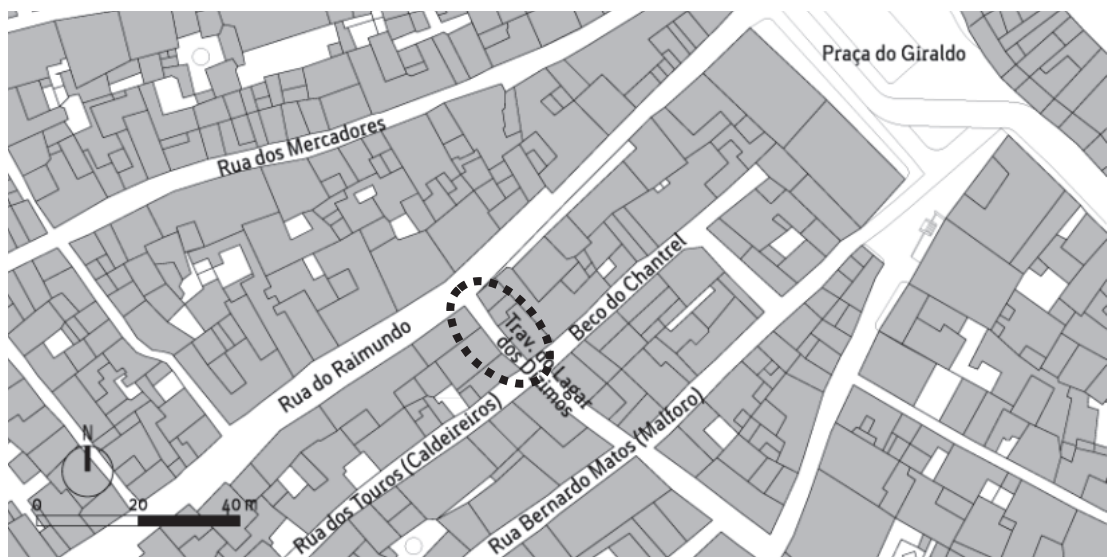 Praça do Giraldo
Rua dos Mercadores
Beco do Chantrel
Trav. do Lagar
dos Dízimos
Rua do Raimundo
Rua dos Touros (Caldeireiros)
Rua Bernardo Matos (Malforo)
N
0 20 40 m